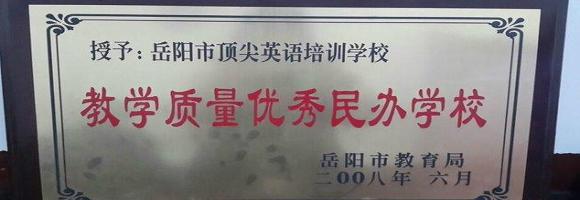 授予：岳阳市顶尖英语培训学校
教学质量优秀民办学校
岳阳市教育局
二00八年 六月